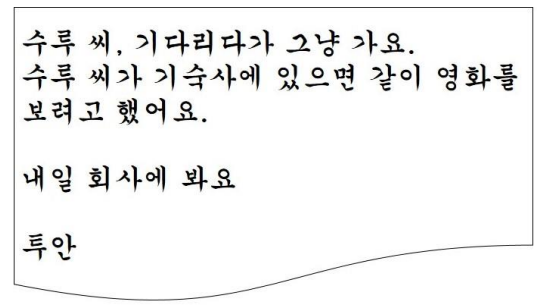 수루 씨, 기다리다가 그냥 가요.
수루 씨가 기숙사에 있으면 같이 영화를
보려고 했어요.
내일 회사에 봐요
투안